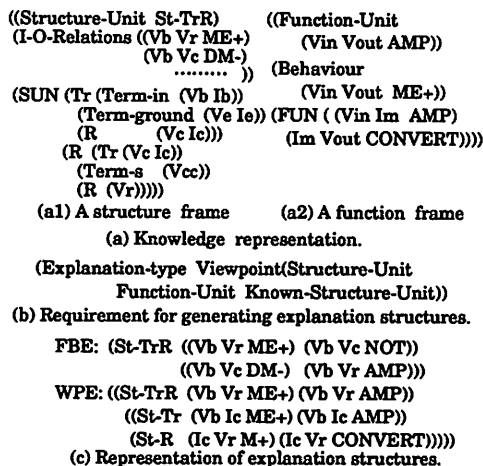 ((Structure-Unit St-TrR) ((Function-Unit
(I-O-Relations ((Vb Vr ME+) (Vin Vout AMP))
(Vb Vc DM-) (Behaviour
......... )) (Vin Vout ME+))
(SUN (Tr (Term-in (Vb Ib))
(Term-ground (Ve Ie)) (FUN ( (Vin Im AMP)
(R (Vc Ic))) (Im Vout CONVERT))))
(R (Tr (Vc Ic))
(Term-s (Vcc))
(R (Vr)))))
(a1) A structure frame (a2) A function frame
(a) Knowledge representation.
(Explanation-type Viewpoint(Structure-Unit
Function-Unit Known-Structure-Unit))
(b) Requirement for generating explanation structures.
FBE: (St-TrR ((Vb Vr ME+) (Vb Vc NOT))
((Vb Vc DM-) (Vb Vr AMP)))
WPE: ((St-TrR (Vb Vr ME+) (Vb Vr AMP))
((St-Tr (Vb Ic ME+) (Vb Ic AMP))
(St-R (Ic Vr M+) (Ic Vr CONVERT)))))
(c) Representation of explanation structures.